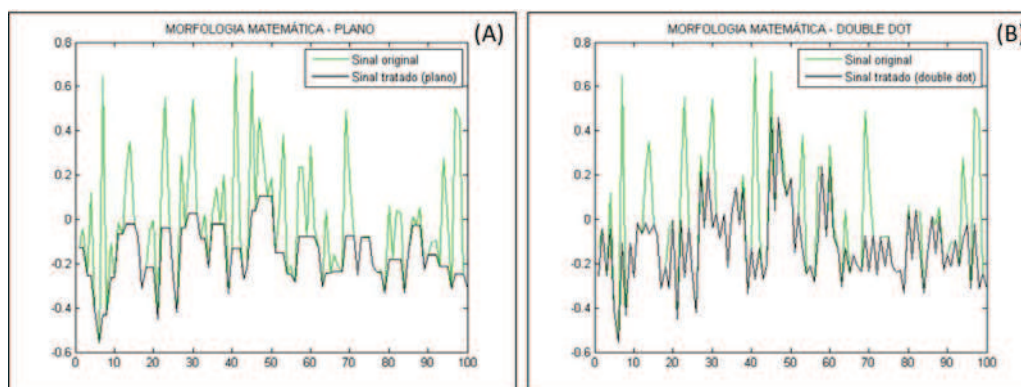 MORFOLOGIA MATEMÁTICA - PLANO
(A)
Sinal original
Sinal tratado (plano)
0.8
0.6
0.4
0.2
0
-0.2
-0.4
-0.6
0 10 20 30 40 50 60 70 80 90 100
MORFOLOGIA MATEMÁTICA - DOUBLE DOT
(B)
Sinal original
Sinal tratado (double dot)
0.8
0.6
0.4
0.2
0
-0.2
-0.4
-0.6
0 10 20 30 40 50 60 70 80 90 100